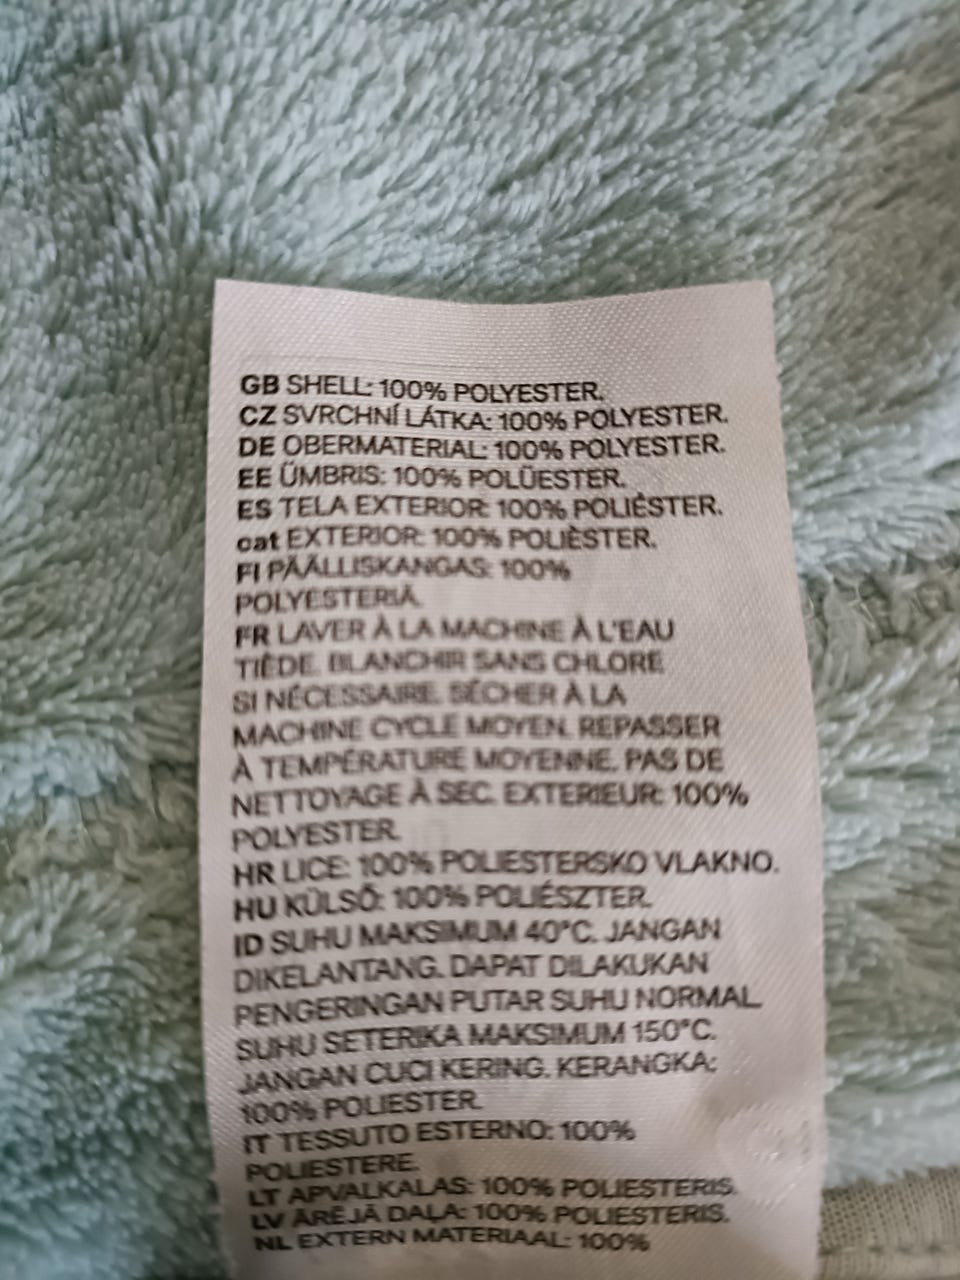 GB SHELL: 100% POLYESTER.
CZ SVRCHNÍ LÁTKA: 100% POLYESTER.
DE OBERMATERIAL: 100% POLYESTER.
EE ÜMBRIS: 100% POLÜESTER.
ES TELA EXTERIOR: 100% POLIÉSTER.
cat EXTERIOR: 100% POLIÈSTER.
FI PÄÄLLISKANGAS: 100%
POLYESTERIÄ.
FR LAVER À LA MACHINE À L'EAU
TIÈDE. BLANCHIR SANS CHLORE
SI NÉCESSAIRE. SÉCHER À LA
MACHINE CYCLE MOYEN. REPASSER
À TEMPÉRATURE MOYENNE. PAS DE
NETTOYAGE À SEC. EXTERIEUR: 100%
POLYESTER.
HR LICE: 100% POLIESTERSKO VLAKNO.
HU KÜLSŐ: 100% POLIÉSZTER.
ID SUHU MAKSIMUM 40°C. JANGAN
DIKELANTANG. DAPAT DILAKUKAN
PENGERINGAN PUTAR SUHU NORMAL.
SUHU SETERIKA MAKSIMUM 150°C.
JANGAN CUCI KERING. KERANGKA:
100% POLIESTER.
IT TESSUTO ESTERNO: 100%
POLIESTERE.
LT APVALKALAS: 100% POLIESTERIS.
LV ĀRĒJĀ DAĻA: 100% POLIESTERIS.
NL EXTERN MATERIAAL: 100%